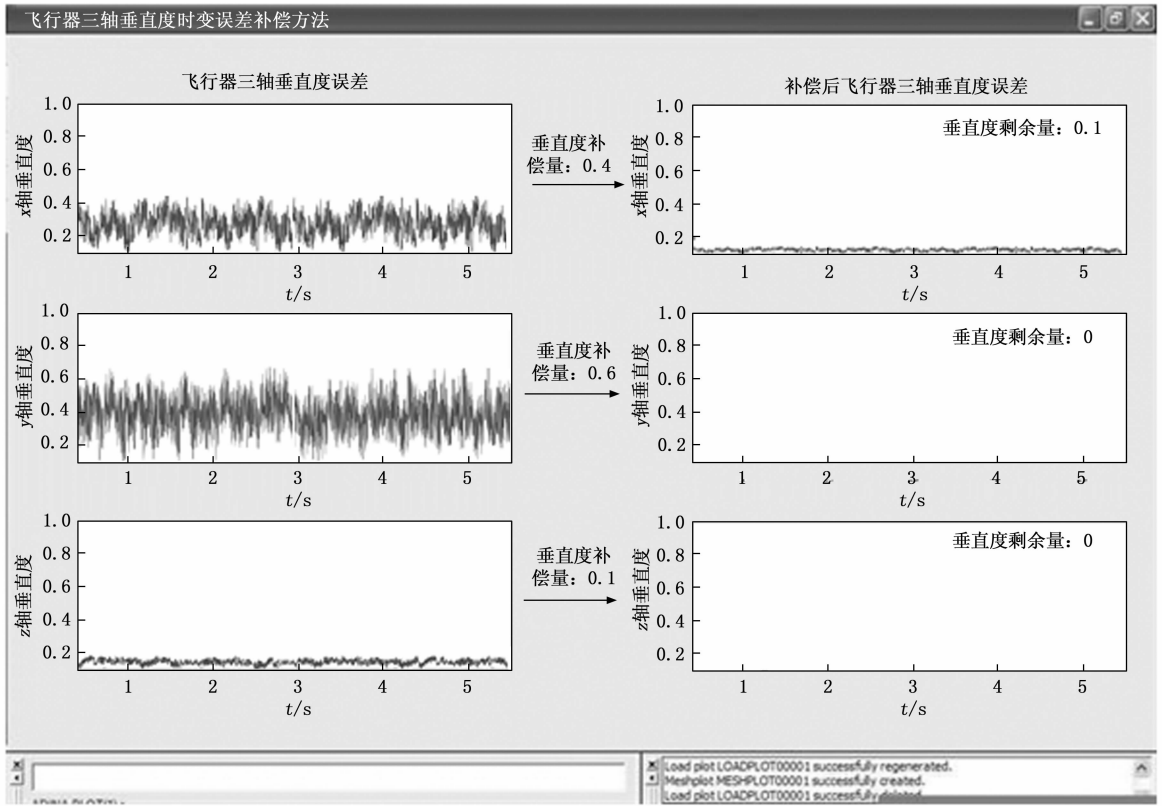 飞行器三轴垂直度时变误差补偿方法
飞行器三轴垂直度误差
补偿后飞行器三轴垂直度误差
x轴垂直度
1.0
0.8
0.6
0.4
0.2
1 2 3 4 5
t/s
垂直度补
偿量：0.4
x轴垂直度
1.0
0.8
0.6
0.4
0.2
垂直度剩余量：0.1
1 2 3 4 5
t/s
y轴垂直度
1.0
0.8
0.6
0.4
0.2
1 2 3 4 5
t/s
垂直度补
偿量：0.6
y轴垂直度
1.0
0.8
0.6
0.4
0.2
垂直度剩余量：0
1 2 3 4 5
t/s
z轴垂直度
1.0
0.8
0.6
0.4
0.2
1 2 3 4 5
t/s
垂直度补
偿量：0.1
z轴垂直度
1.0
0.8
0.6
0.4
0.2
垂直度剩余量：0
1 2 3 4 5
t/s
Load plot LOADPLOT00001 successfully regenerated.
Meshplot MESHPLOT00001 successfully created.
Load plot LOADPLOT00001 successfully deleted